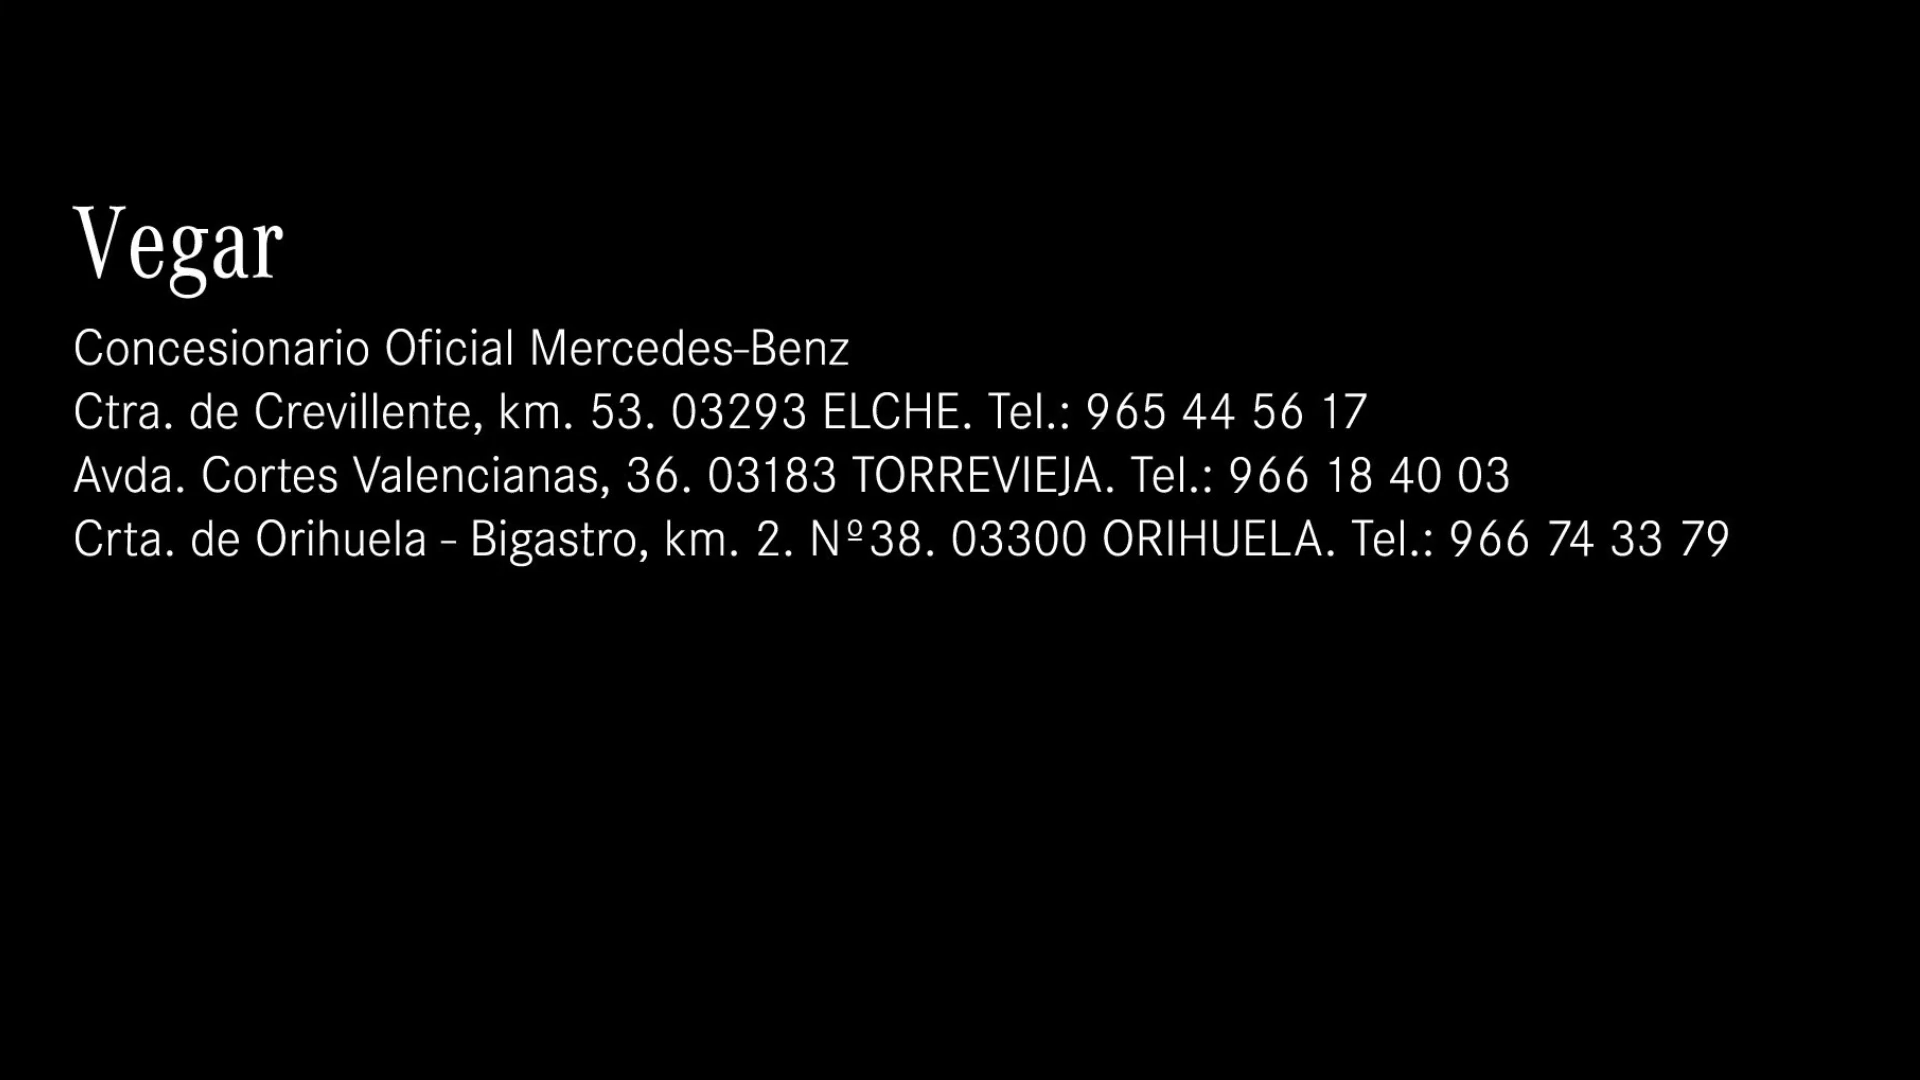 Vegar
Concesionario Oficial Mercedes-Benz
Ctra. de Crevillente, km. 53. 03293 ELCHE. Tel.: 965 44 56 17
Avda. Cortes Valencianas, 36. 03183 TORREVIEJA. Tel.: 966 18 40 03
Crta. de Orihuela - Bigastro, km. 2. Nº38. 03300 ORIHUELA. Tel.: 966 74 33 79